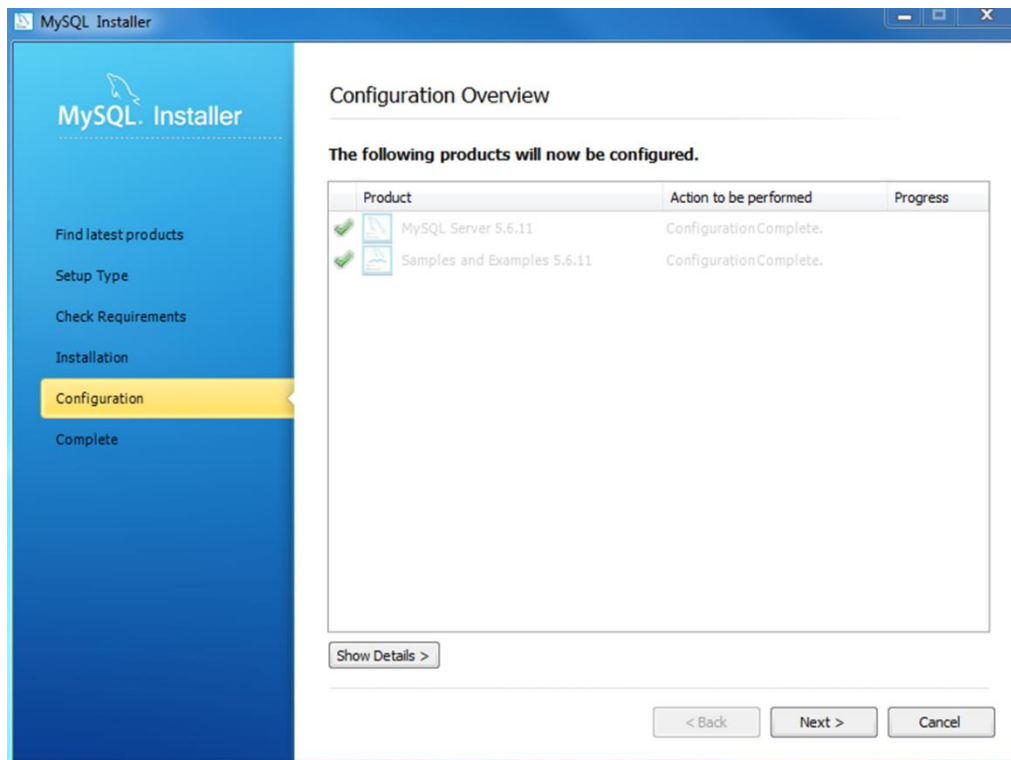 MySQL Installer
MySQL. Installer
Find latest products
Setup Type
Check Requirements
Installation
Configuration
Complete
Configuration Overview
The following products will now be configured.
Product Action to be performed Progress
MySQL Server 5.6.11 Configuration Complete.
Samples and Examples 5.6.11 Configuration Complete.
Show Details >
< Back Next > Cancel